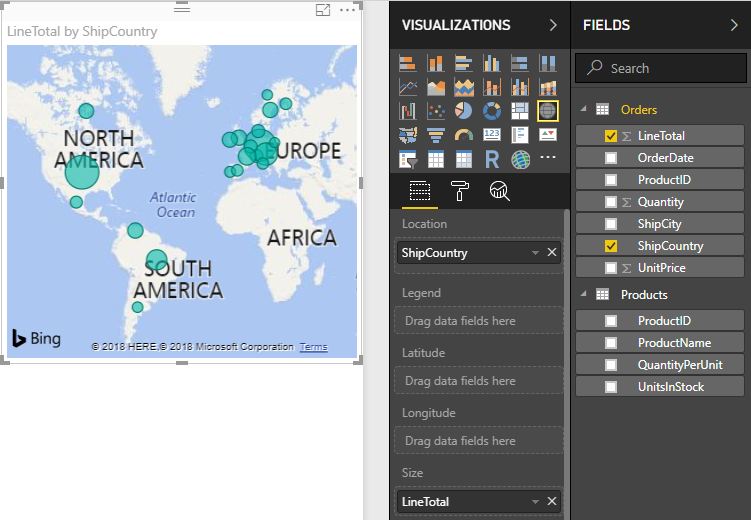 LineTotal by ShipCountry
NORTH
AMERICA
EUROPE
Atlantic
Ocean
AFRICA
SOUTH
AMERICA
Bing
© 2018 HERE,© 2018 Microsoft Corporation Terms
VISUALIZATIONS
123
R
Location
ShipCountry
Legend
Drag data fields here
Latitude
Drag data fields here
Longitude
Drag data fields here
Size
LineTotal
FIELDS
Search
Orders
LineTotal
OrderDate
ProductID
Quantity
ShipCity
ShipCountry
UnitPrice
Products
ProductID
ProductName
QuantityPerUnit
UnitsInStock